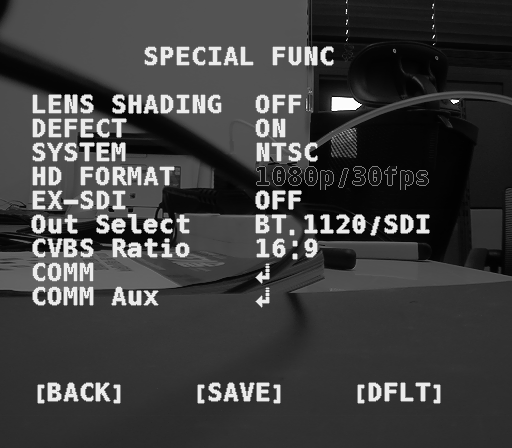 SPECIAL FUNC
LENS SHADING OFF
DEFECT ON
SYSTEM NTSC
HD FORMAT 1080p/30fps
EX-SDI OFF
Out Select BT.1120/SDI
CVBS Ratio 16:9
COMM ↲
COMM Aux ↲
[BACK] [SAVE] [DFLT]